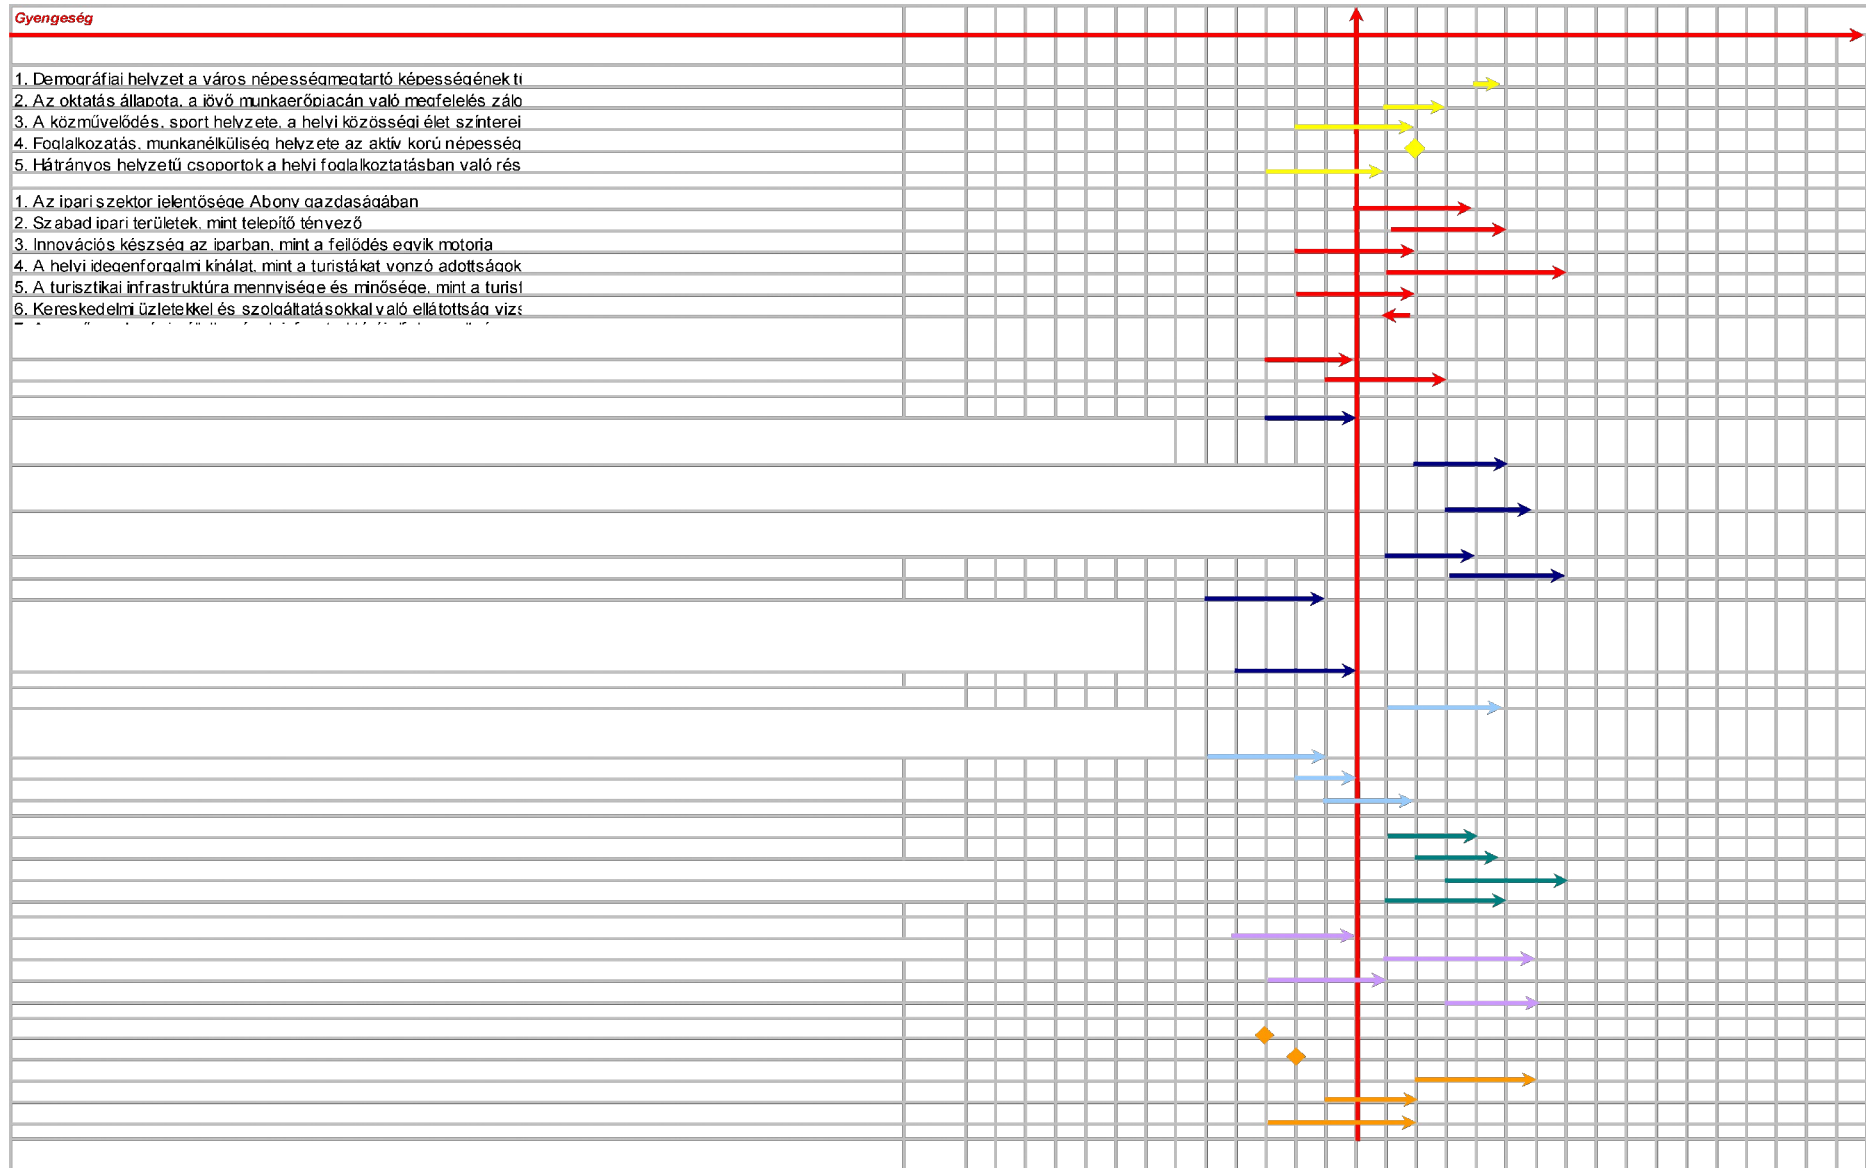 Gyengeség
1. Demográfiai helyzet a város népességmegtartó képességének
2. Az oktatás állapota, a jövő munkaerőpiacán való megfelelés zálo
3. A közművelődés, sport helyzete, a helyi közösségi élet színterei
4. Foglalkozatás, munkanélküliség helyzete az aktív korú népesség
5. Hátrányos helyzetű csoportok a helyi foglalkoztatásban való rés
1. Az ipari szektor jelentősége Abony gazdaságában
2. Szabad ipari területek, mint telepítő tényező
3. Innovációs készség az iparban, mint a fejlődés egyik motorja
4. A helyi idegenforgalmi kínálat, mint a turistákat vonzó adottságok
5. A turisztikai infrastruktúra mennyisége és minősége, mint a turist
6. Kereskedelmi üzletekkel és szolgáltatásokkal való ellátottság vizs